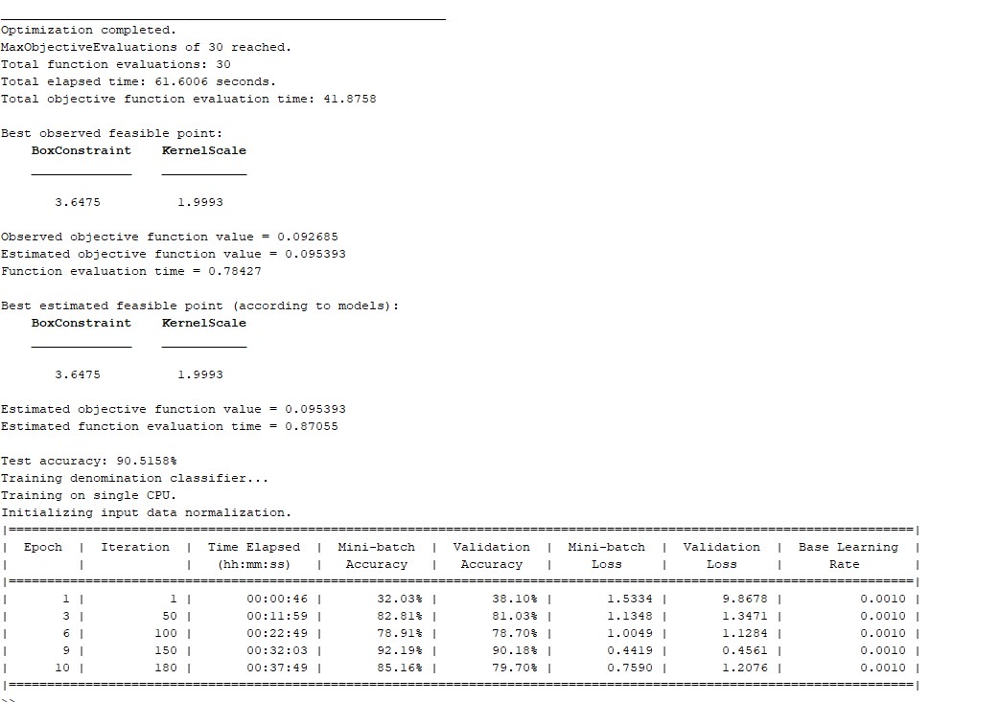 Optimization completed.
MaxObjectiveEvaluations of 30 reached.
Total function evaluations: 30
Total elapsed time: 61.6006 seconds.
Total objective function evaluation time: 41.8758
Best observed feasible point:
BoxConstraint KernelScale
3.6475 1.9993
Observed objective function value = 0.092685
Estimated objective function value = 0.095393
Function evaluation time = 0.78427
Best estimated feasible point (according to models):
BoxConstraint KernelScale
3.6475 1.9993
Estimated objective function value = 0.095393
Estimated function evaluation time = 0.87055
Test accuracy: 90.5158%
Training denomination classifier...
Training on single CPU.
Initializing input data normalization.
|======================================================================================================================|
| Epoch | Iteration | Time Elapsed | Mini-batch | Validation | Mini-batch | Validation | Base Learning |
| | | (hh:mm:ss) | Accuracy | Accuracy | Loss | Loss | Rate |
|======================================================================================================================|
| 1 | 1 | 00:00:46 | 32.03% | 38.10% | 1.5334 | 9.8678 | 0.0010 |
| 3 | 50 | 00:11:59 | 82.81% | 81.03% | 1.1348 | 1.3471 | 0.0010 |
| 6 | 100 | 00:22:49 | 78.91% | 78.70% | 1.0049 | 1.1284 | 0.0010 |
| 9 | 150 | 00:32:03 | 92.19% | 90.18% | 0.4419 | 0.4561 | 0.0010 |
| 10 | 180 | 00:37:49 | 85.16% | 79.70% | 0.7590 | 1.2076 | 0.0010 |
|======================================================================================================================|
>>